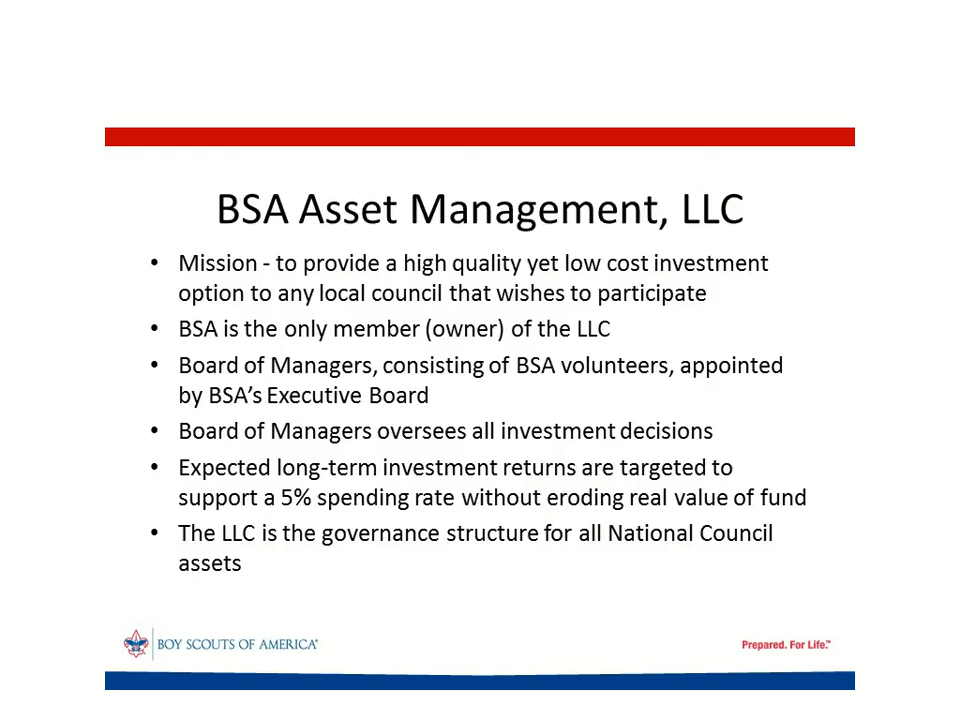 BSA Asset Management, LLC
• Mission - to provide a high quality yet low cost investment
option to any local council that wishes to participate
• BSA is the only member (owner) of the LLC
• Board of Managers, consisting of BSA volunteers, appointed
by BSA’s Executive Board
• Board of Managers oversees all investment decisions
• Expected long-term investment returns are targeted to
support a 5% spending rate without eroding real value of fund
• The LLC is the governance structure for all National Council
assets
BOY SCOUTS OF AMERICA®
Prepared. For Life.™